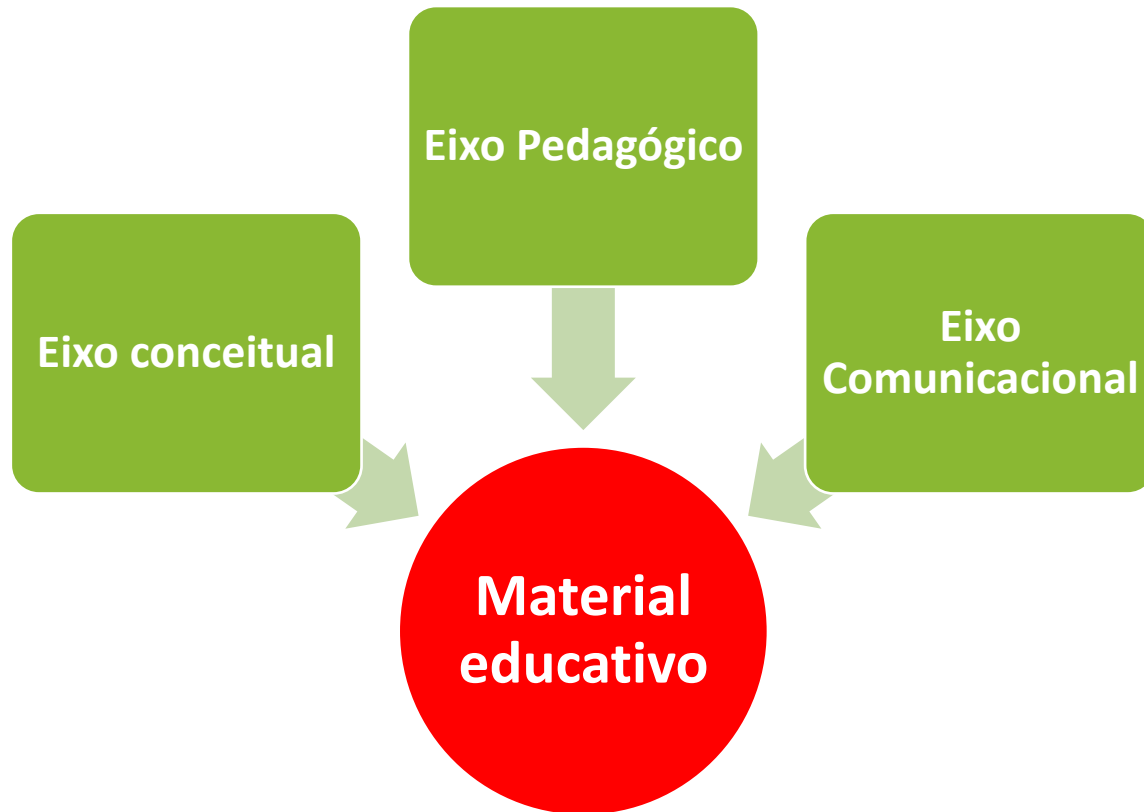 Eixo Pedagógico
Eixo conceitual
Eixo
Comunicacional
Material
educativo